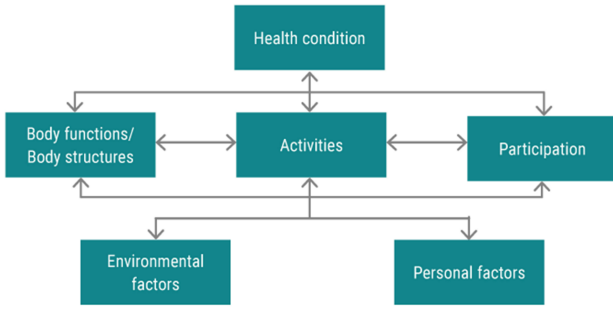 Health condition
Body functions/
Body structures
Activities
Participation
Environmental
factors
Personal factors